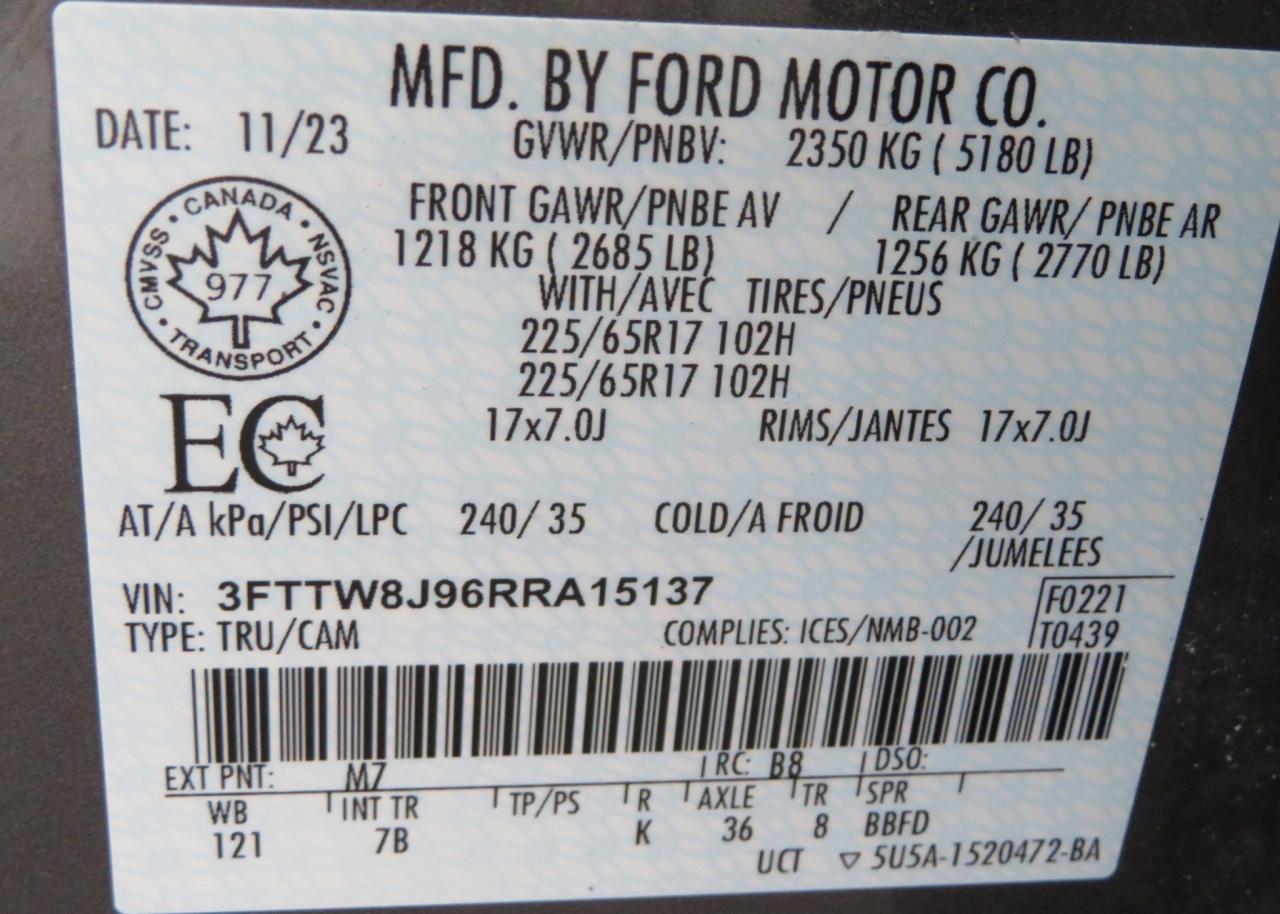 MFD. BY FORD MOTOR CO.
DATE: 11/23 GVWR/PNBV: 2350 KG ( 5180 LB)
FRONT GAWR/PNBE AV / REAR GAWR/ PNBE AR
1218 KG ( 2685 LB) 1256 KG ( 2770 LB)
WITH/AVEC TIRES/PNEUS
225/65R17 102H
225/65R17 102H
17x7.0J RIMS/JANTES 17x7.0J
CANADA
CMVSS • NSVAC
977
TRANSPORT
EC
AT/A kPa/PSI/LPC 240/ 35 COLD/A FROID 240/ 35
/JUMELEES
VIN: 3FTTW8J96RRA15137 F0221
TYPE: TRU/CAM COMPLIES: ICES/NMB-002 T0439
EXT PNT: M7 RC: B8 DSO:
WB INT TR TP/PS R AXLE TR SPR
121 7B K 36 8 BBFD
UCT ▽ 5U5A-1520472-BA